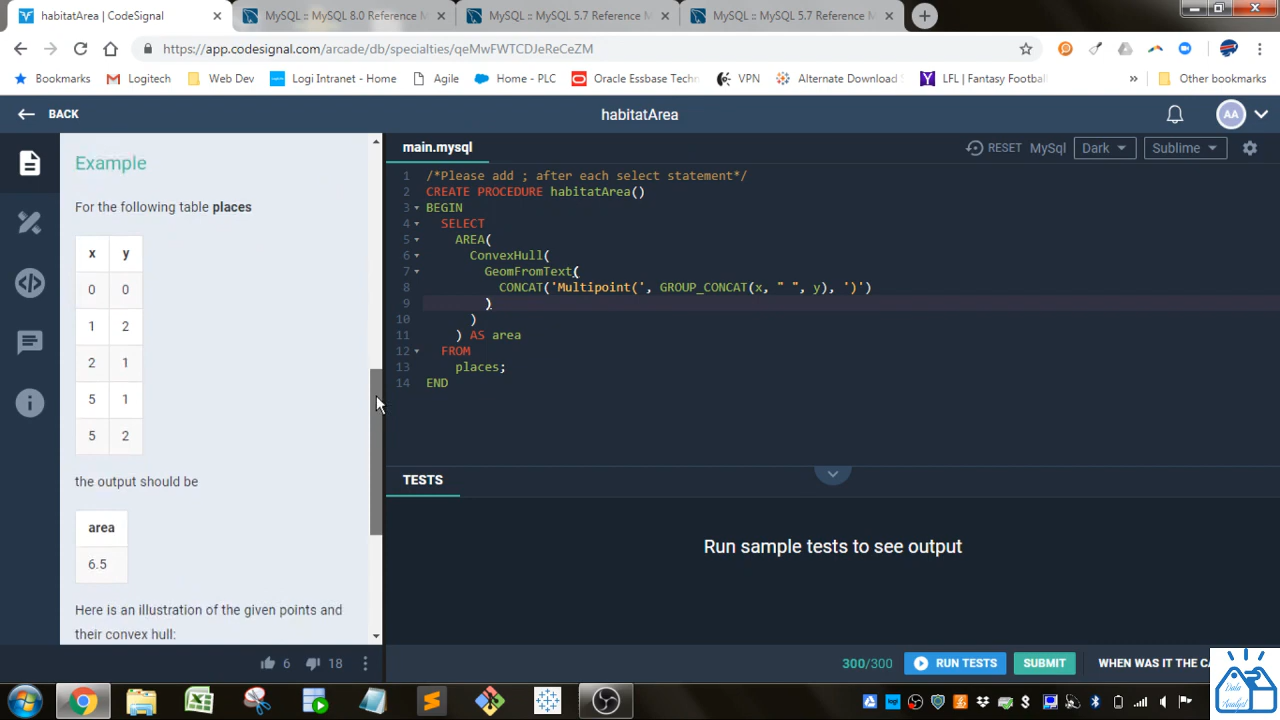 habitatArea | CodeSignal
MySQL :: MySQL 8.0 Reference M
MySQL :: MySQL 5.7 Reference M
MySQL :: MySQL 5.7 Reference M
https://app.codesignal.com/arcade/db/specialties/qeMwFWTCDJeReCeZM
Bookmarks
Logitech
Web Dev
Logi Intranet - Home
Agile
Home - PLC
Oracle Essbase Techn
VPN
Alternate Download
LFL | Fantasy Football
»
Other bookmarks
BACK
habitatArea
AA
Example
For the following table places
x y
0 0
1 2
2 1
5 1
5 2
the output should be
area
6.5
Here is an illustration of the given points and
their convex hull:
6 18
main.mysql
RESET MySql Dark Sublime
1 /*Please add ; after each select statement*/
2 CREATE PROCEDURE habitatArea()
3 BEGIN
4 SELECT
5 AREA(
6 ConvexHull(
7 GeomFromText(
8 CONCAT('Multipoint(', GROUP_CONCAT(x, " ", y), ')')
9 )
10 )
11 ) AS area
12 FROM
13 places;
14 END
TESTS
Run sample tests to see output
300/300 RUN TESTS SUBMIT WHEN WAS IT THE CA
Data
Analyst